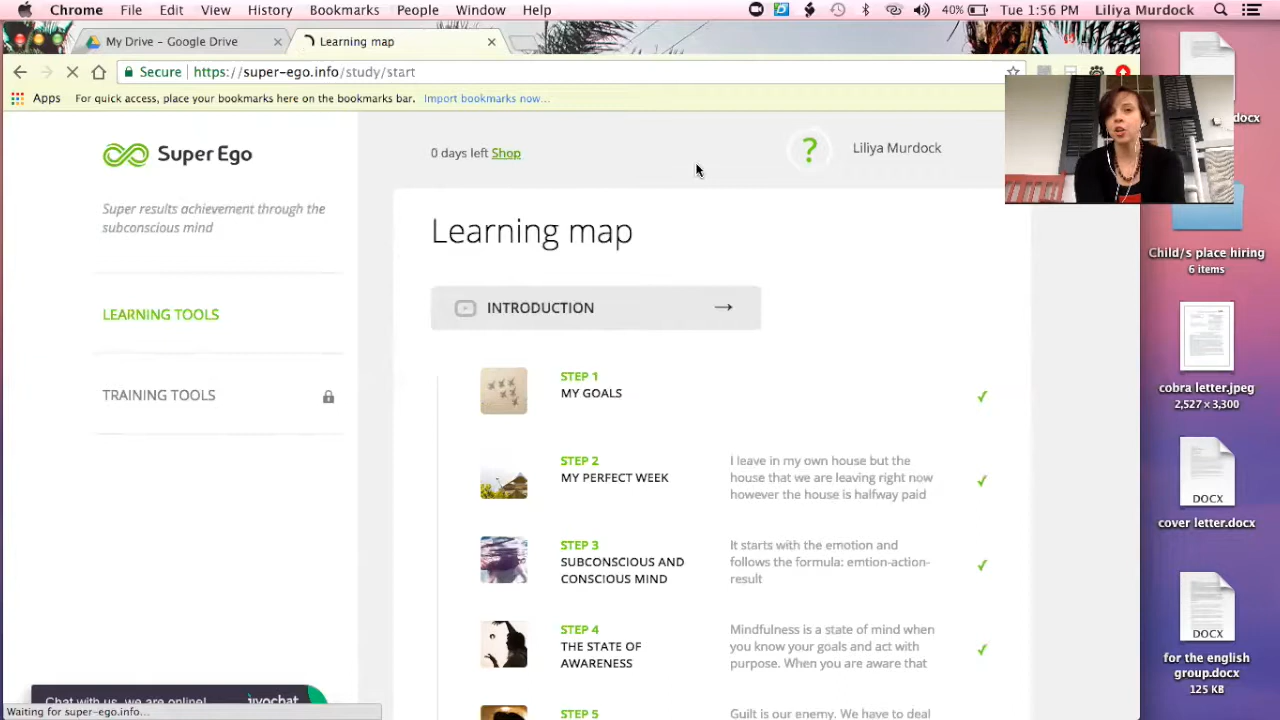 Chrome File Edit View History Bookmarks People Window Help 40% Tue 1:56 PM Liliya Murdock
My Drive – Google Drive Learning map
Secure https://super-ego.info/study/start
Apps For quick access, place your bookmarks here on the bookmarks bar. Import bookmarks now...
Super Ego
Super results achievement through the
subconscious mind
LEARNING TOOLS
TRAINING TOOLS
0 days left Shop
? Liliya Murdock
Learning map
INTRODUCTION
STEP 1
MY GOALS
STEP 2
MY PERFECT WEEK
I leave in my own house but the
house that we are leaving right now
however the house is halfway paid
STEP 3
SUBCONSCIOUS AND
CONSCIOUS MIND
It starts with the emotion and
follows the formula: emtion-action-
result
STEP 4
THE STATE OF
AWARENESS
Mindfulness is a state of mind when
you know your goals and act with
purpose. When you are aware that
STEP 5
Guilt is our enemy. We have to deal
Chat with us, we are online!
Waiting for super-ego.info...
docx
Child/s place hiring
6 items
cobra letter.jpeg
2,527 × 3,300
DOCX
cover letter.docx
DOCX
for the english
group.docx
125 KB